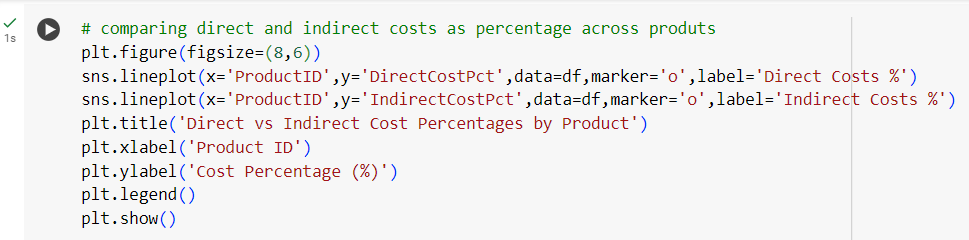 # comparing direct and indirect costs as percentage across produts
1s
plt.figure(figsize=(8,6))
sns.lineplot(x='ProductID',y='DirectCostPct',data=df,marker='o',label='Direct Costs %')
sns.lineplot(x='ProductID',y='IndirectCostPct',data=df,marker='o',label='Indirect Costs %')
plt.title('Direct vs Indirect Cost Percentages by Product')
plt.xlabel('Product ID')
plt.ylabel('Cost Percentage (%)')
plt.legend()
plt.show()